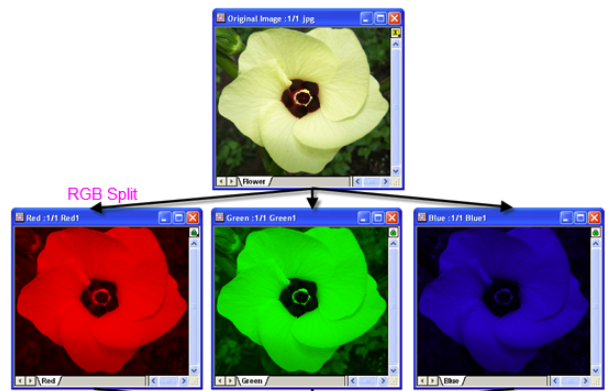 Original Image :1/1 jpg
Flower
RGB Split
Red :1/1 Red1
Green :1/1 Green1
Blue :1/1 Blue1
Red
Green
Blue